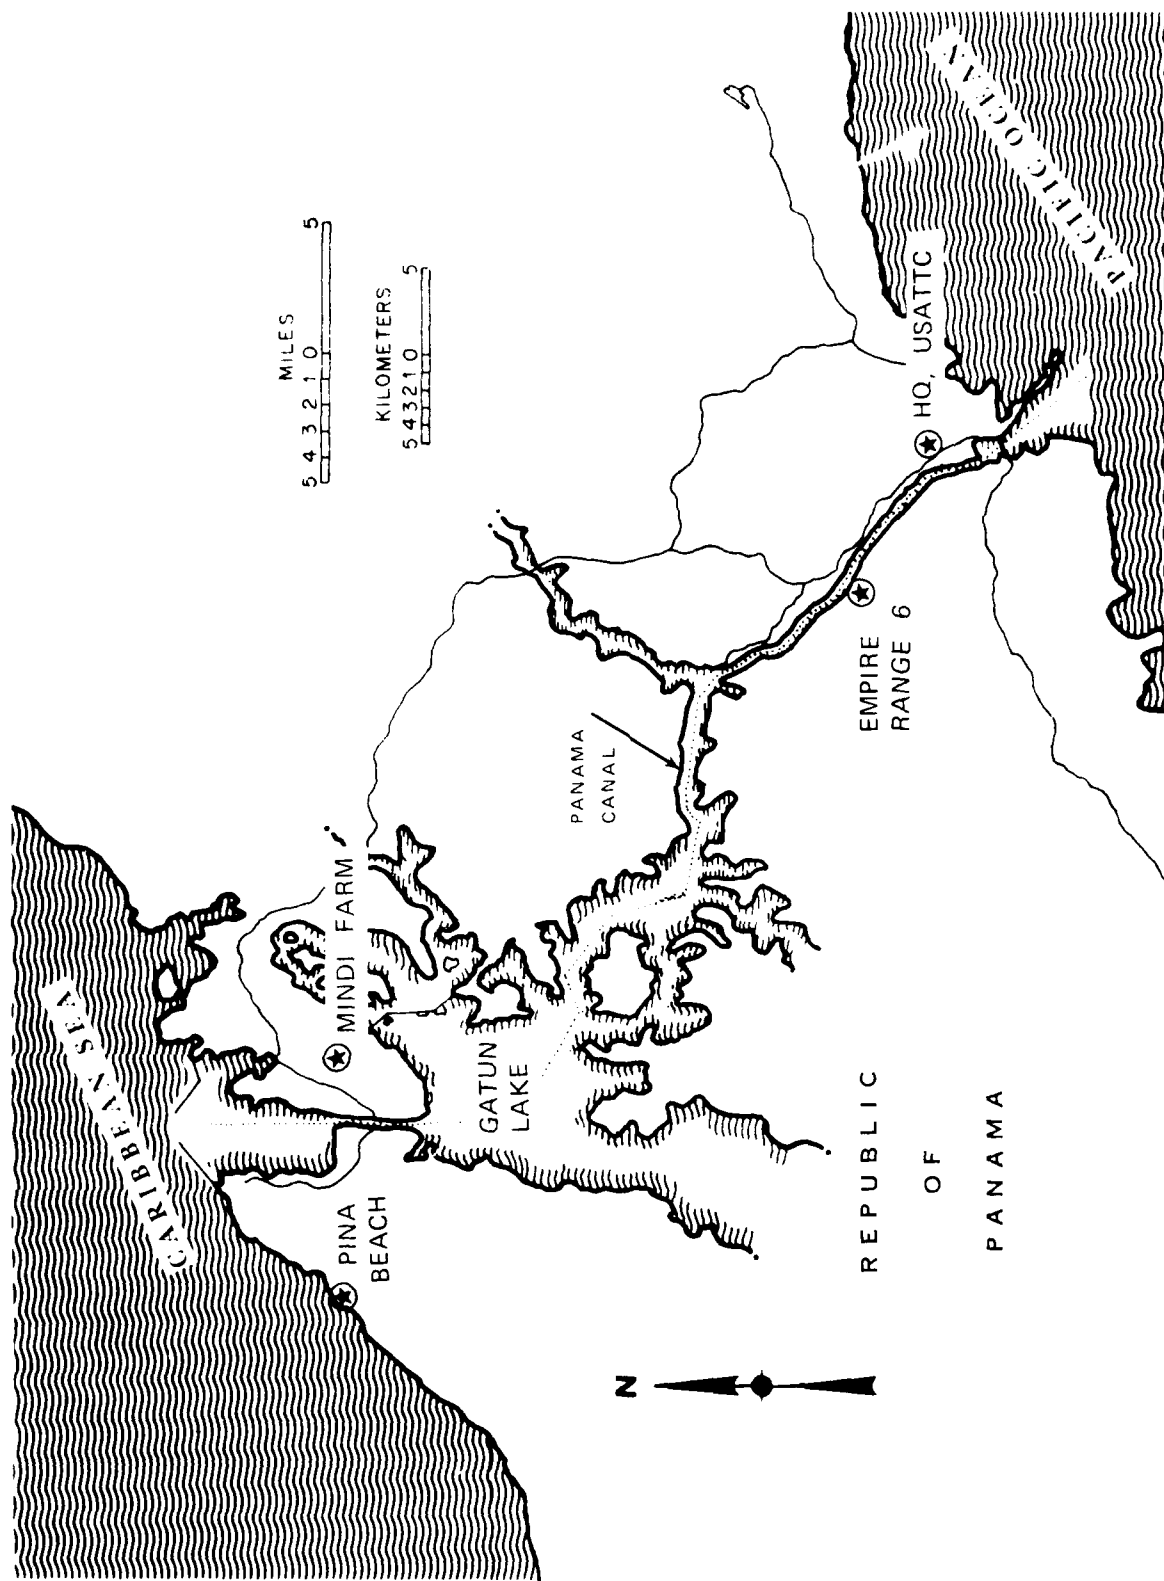 CARIBBEAN SEA
MILES
5 4 3 2 1 0 5
KILOMETERS
5 4 3 2 1 0 5
PINA
BEACH
MINDI FARM
GATUN
LAKE
PANAMA
CANAL
EMPIRE
RANGE 6
HQ, USATTC
PACIFIC OCEAN
N
REPUBLIC
OF
PANAMA